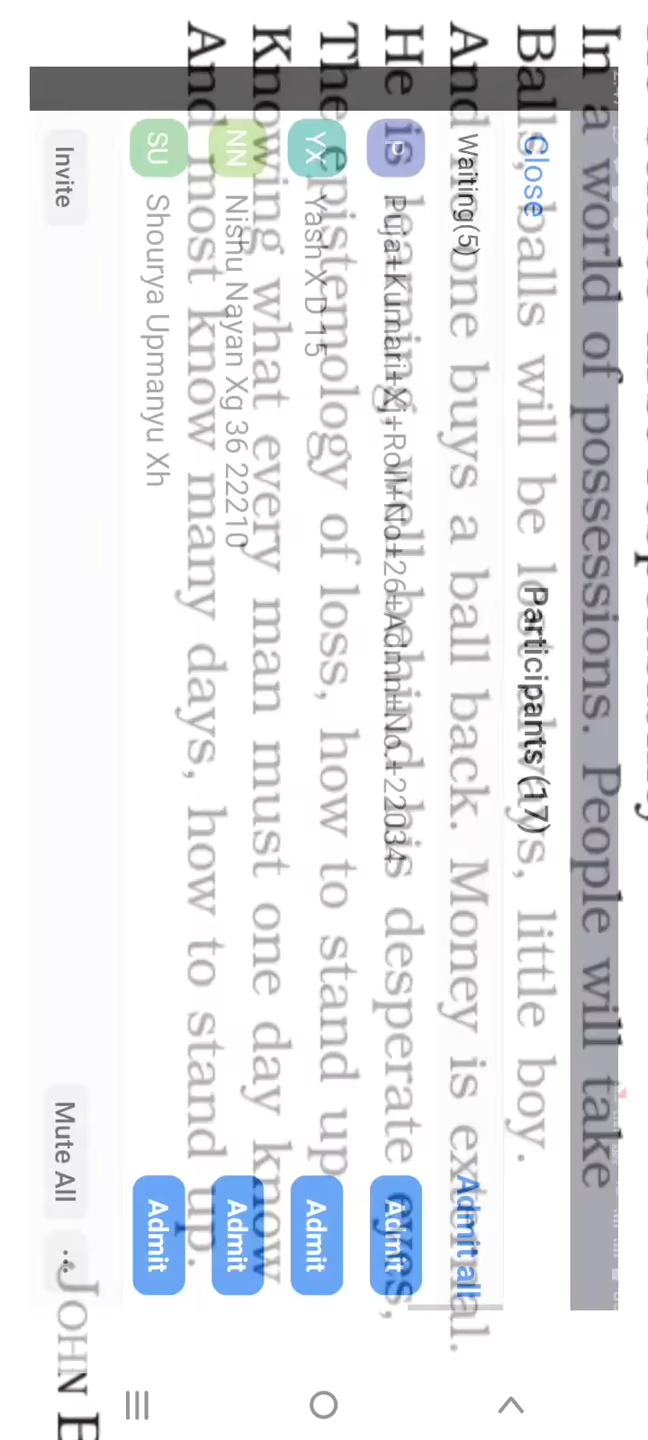 In a world of possessions. People will take
Balls, balls will be lost always, little boy.
And no one buys a ball back. Money is external.
He is learning, well behind his desperate eyes,
The epistemology of loss, how to stand up
Knowing what every man must one day know
And most know many days, how to stand up.
JOHN
Close
Participants (17)
Waiting(5)
Admit all
P
Puja+Kumari+Xj+Roll+No+26+Admn+No.+22034
Admit
YX
Yash X D 15
Admit
NN
Nishu Nayan Xg 36 22210
Admit
SU
Shourya Upmanyu Xh
Admit
Invite
Mute All
...